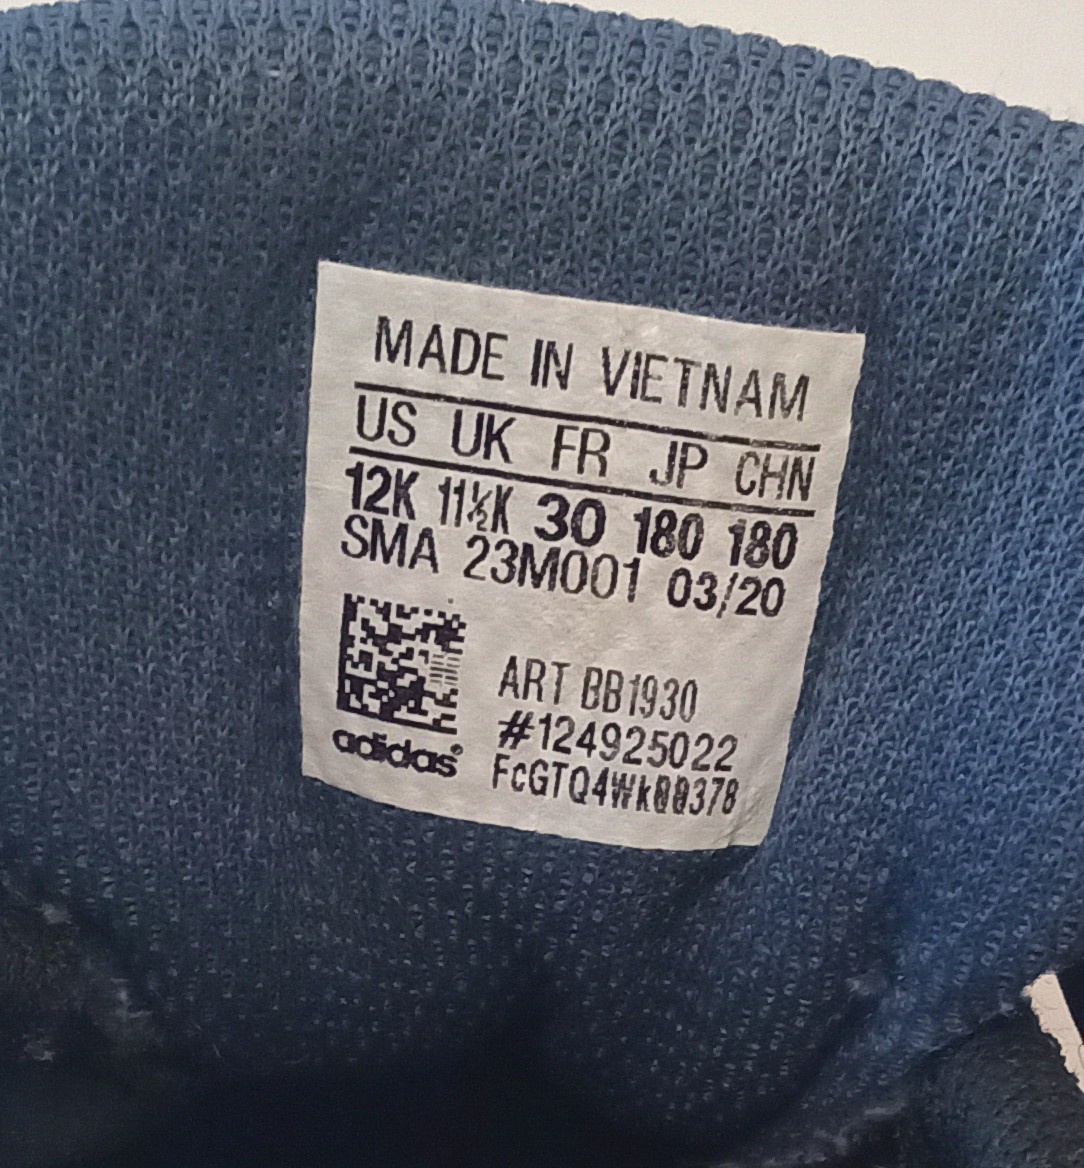 MADE IN VIETNAM
US UK FR JP CHN
12K 11½K 30 180 180
SMA 23M001 03/20
ART BB1930
#124925022
FcGTQ4Wk00378
adidas®